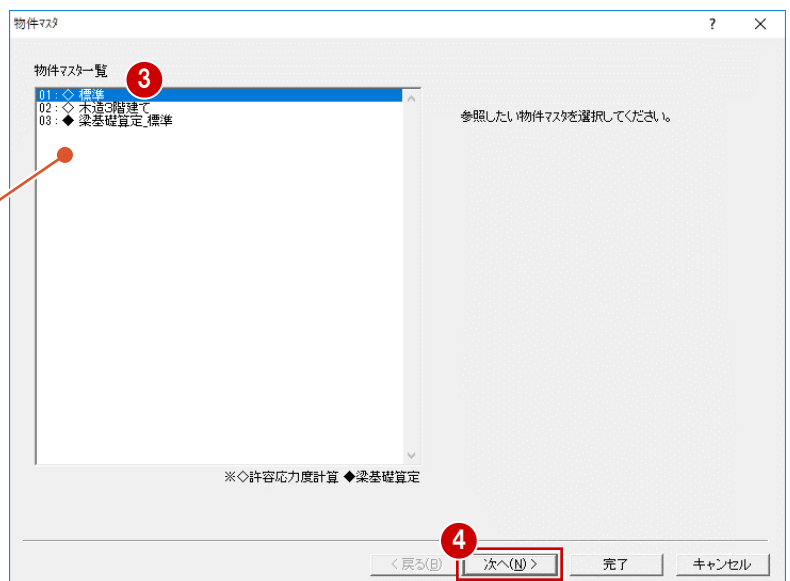 物件マスタ
? ×
物件マスター覧
3
01:◇ 標準
02:◇ 木造3階建て
03:◆ 梁基礎算定_標準
参照したい物件マスタを選択してください。
※◇許容応力度計算 ◆梁基礎算定
4
< 戻る(B)
次へ(N) >
完了
キャンセル